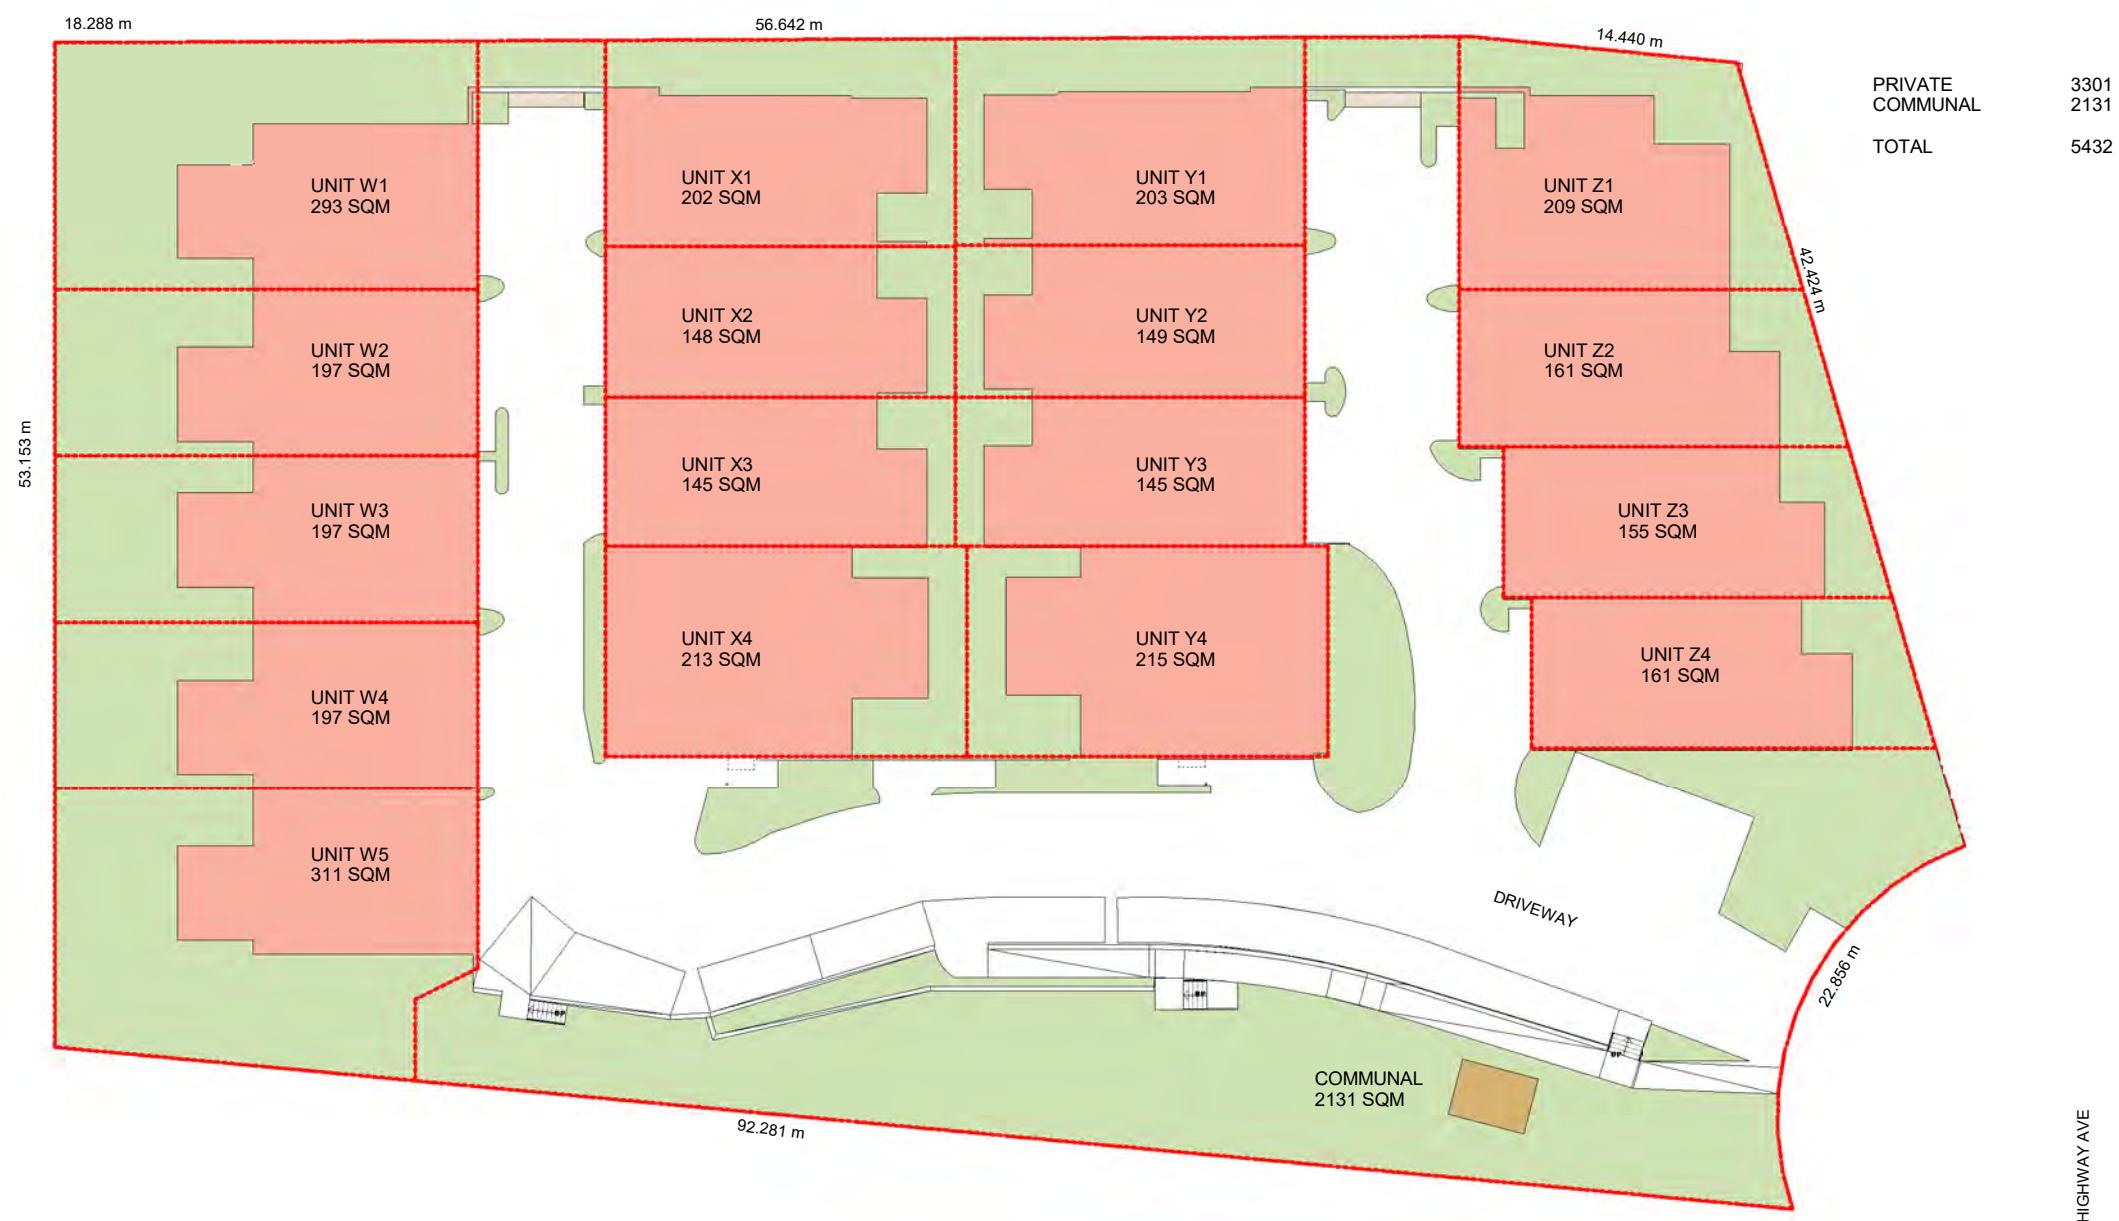 18.288 m
56.642 m
14.440 m
PRIVATE 3301
COMMUNAL 2131
TOTAL 5432
UNIT W1
293 SQM
UNIT X1
202 SQM
UNIT Y1
203 SQM
UNIT Z1
209 SQM
42.424 m
UNIT W2
197 SQM
UNIT X2
148 SQM
UNIT Y2
149 SQM
UNIT Z2
161 SQM
53.153 m
UNIT W3
197 SQM
UNIT X3
145 SQM
UNIT Y3
145 SQM
UNIT Z3
155 SQM
UNIT W4
197 SQM
UNIT X4
213 SQM
UNIT Y4
215 SQM
UNIT Z4
161 SQM
UNIT W5
311 SQM
DRIVEWAY
22.856 m
UP
UP
UP
COMMUNAL
2131 SQM
92.281 m
HIGHWAY AVE